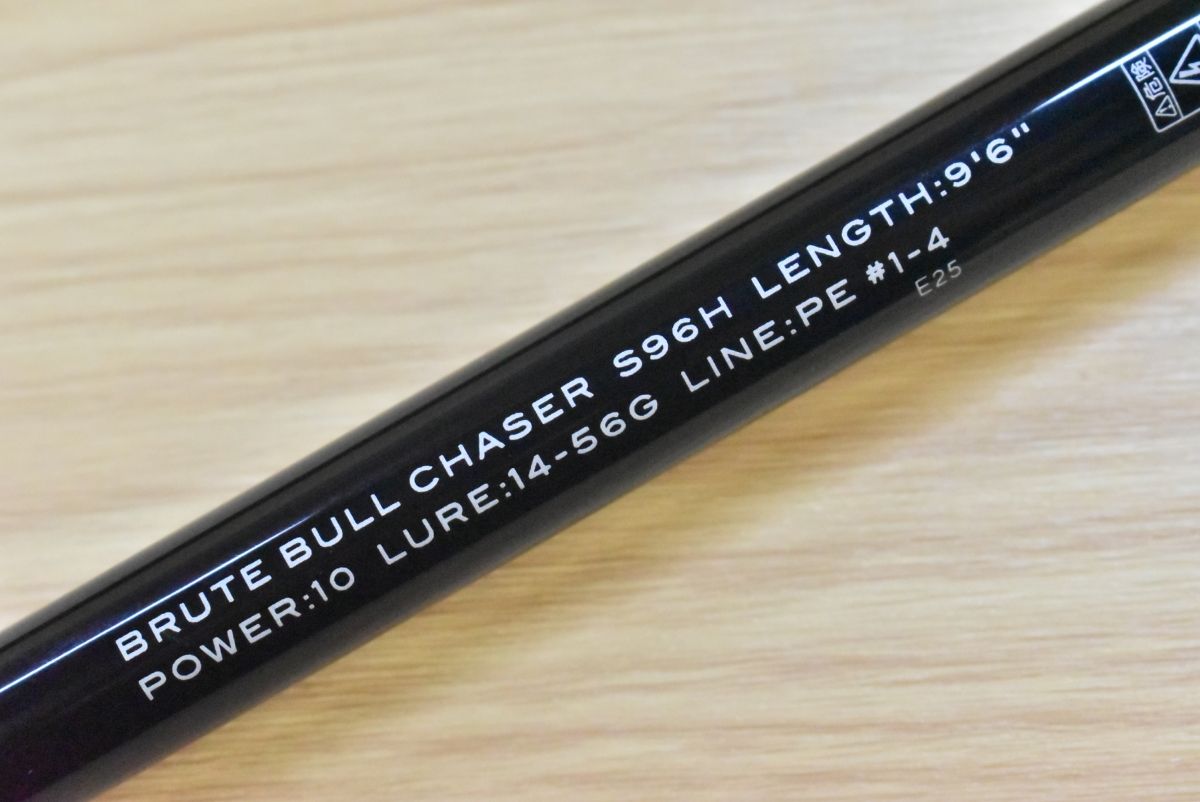 BRUTE BULL CHASER S96H LENGTH:9'6"
POWER:10 LURE:14-56G LINE:PE #1-4
E25
危険